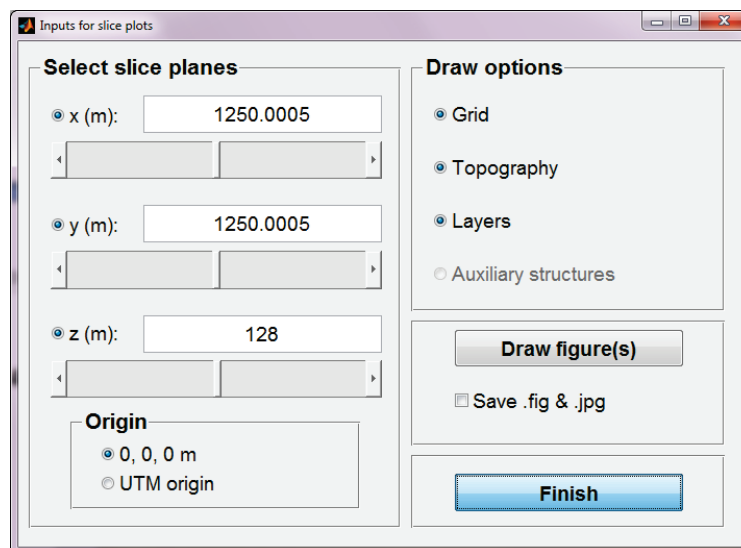 Inputs for slice plots
Select slice planes
x (m): 1250.0005
y (m): 1250.0005
z (m): 128
Origin
0, 0, 0 m
UTM origin
Draw options
Grid
Topography
Layers
Auxiliary structures
Draw figure(s)
Save .fig & .jpg
Finish